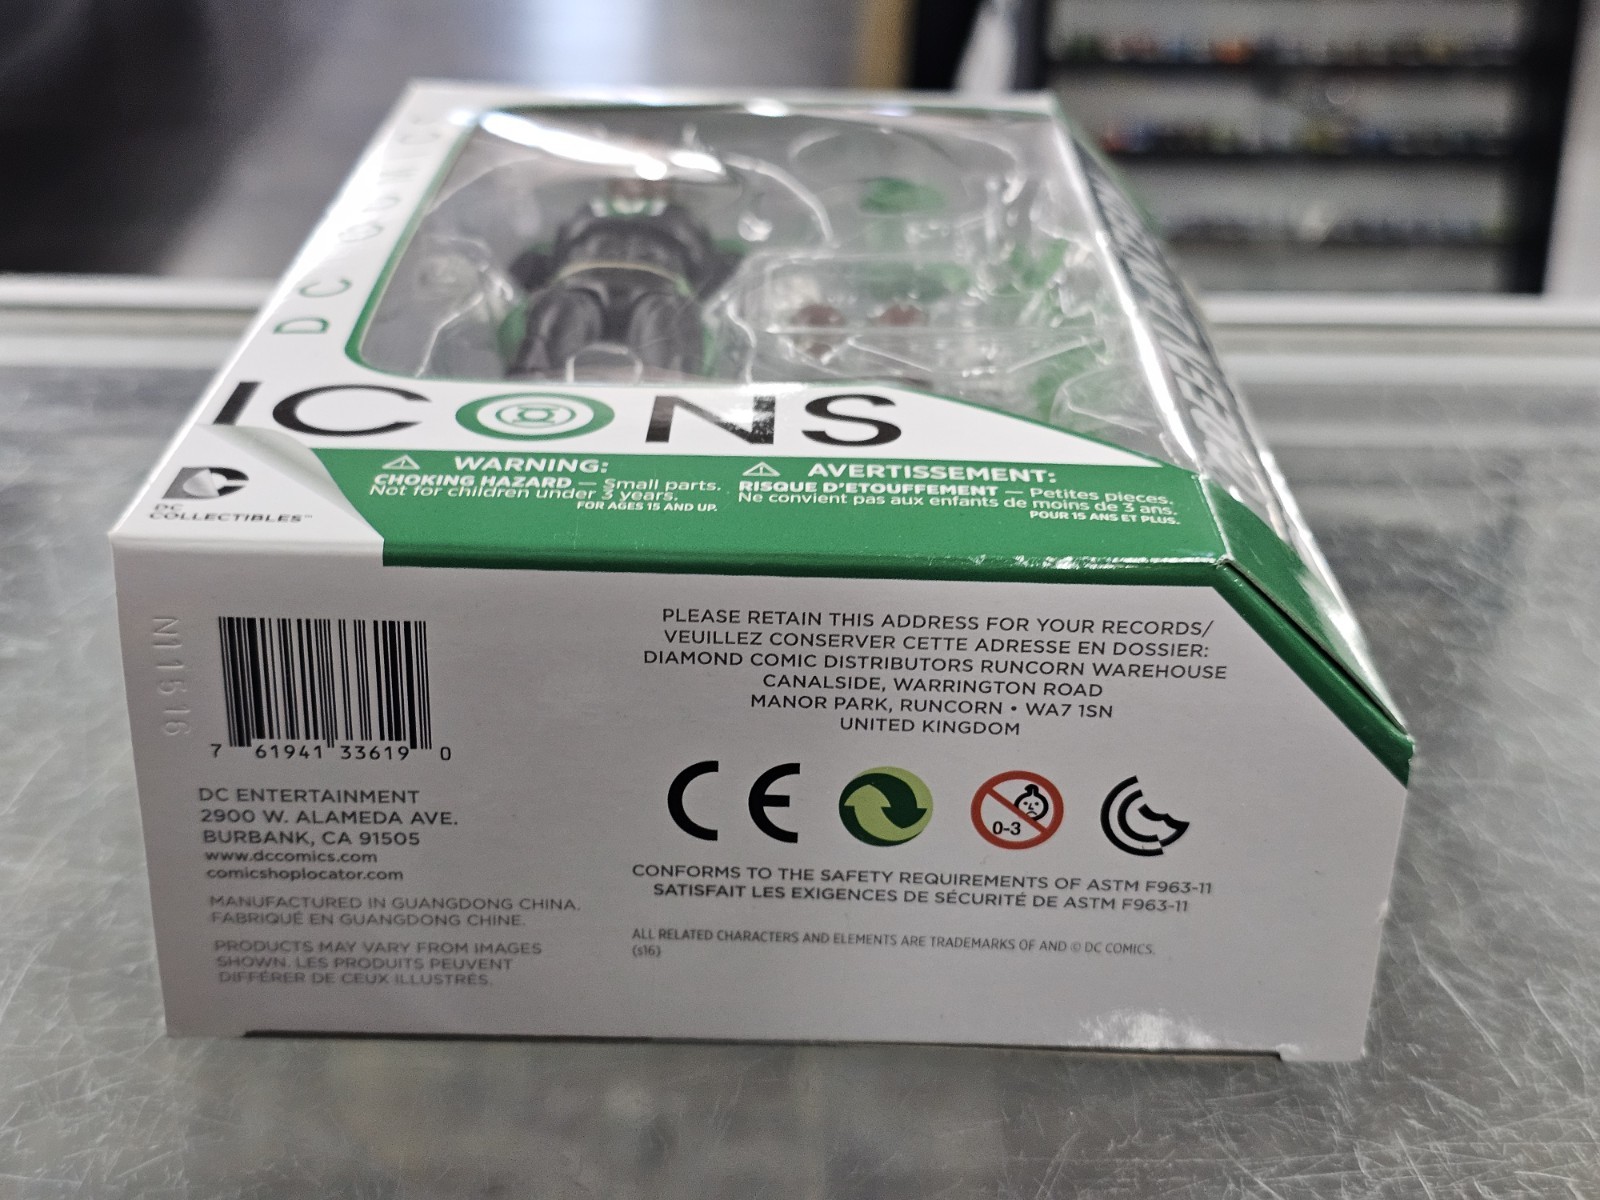 DC COMICS
ICONS
DC
COLLECTIBLES™
WARNING:
CHOKING HAZARD — Small parts.
Not for children under 3 years.
FOR AGES 15 AND UP.
AVERTISSEMENT:
RISQUE D'ETOUFFEMENT — Petites pieces.
Ne convient pas aux enfants de moins de 3 ans.
POUR 15 ANS ET PLUS.
N11516
7 61941 33619 0
DC ENTERTAINMENT
2900 W. ALAMEDA AVE.
BURBANK, CA 91505
www.dccomics.com
comicshoplocator.com
MANUFACTURED IN GUANGDONG CHINA.
FABRIQUÉ EN GUANGDONG CHINE.
PRODUCTS MAY VARY FROM IMAGES
SHOWN. LES PRODUITS PEUVENT
DIFFÉRER DE CEUX ILLUSTRÉS.
PLEASE RETAIN THIS ADDRESS FOR YOUR RECORDS/
VEUILLEZ CONSERVER CETTE ADRESSE EN DOSSIER:
DIAMOND COMIC DISTRIBUTORS RUNCORN WAREHOUSE
CANALSIDE, WARRINGTON ROAD
MANOR PARK, RUNCORN • WA7 1SN
UNITED KINGDOM
CE
0-3
CONFORMS TO THE SAFETY REQUIREMENTS OF ASTM F963-11
SATISFAIT LES EXIGENCES DE SÉCURITÉ DE ASTM F963-11
ALL RELATED CHARACTERS AND ELEMENTS ARE TRADEMARKS OF AND © DC COMICS.
(s16)